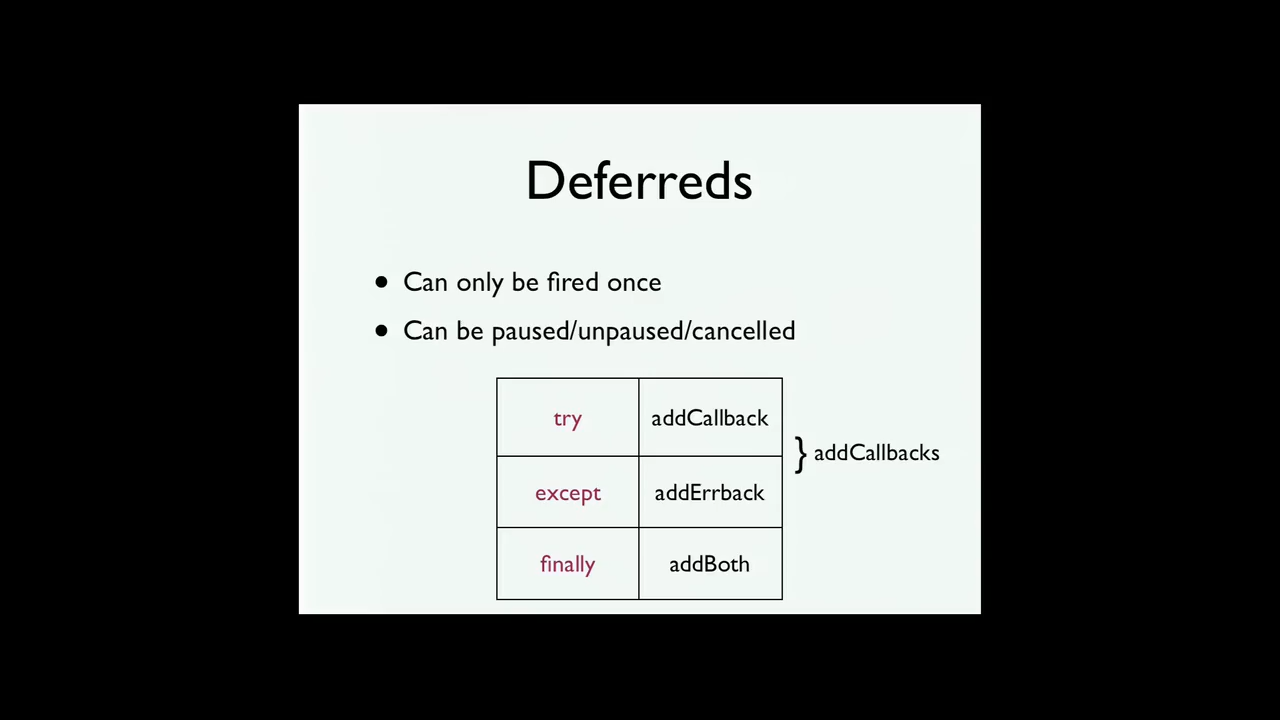 Deferreds
• Can only be fired once
• Can be paused/unpaused/cancelled
try addCallback
} addCallbacks
except addErrback
finally addBoth